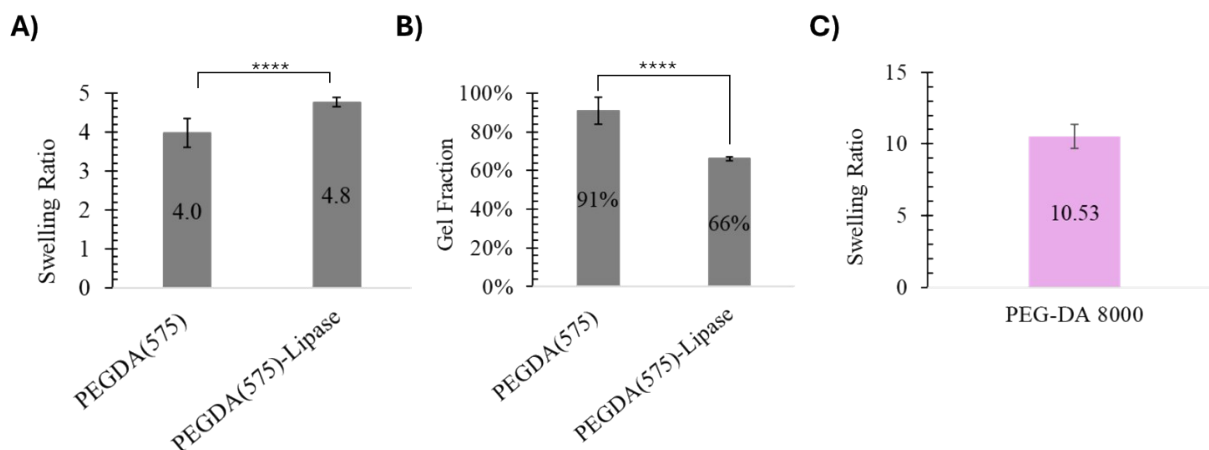 A)
****
Swelling Ratio
5
4
3
2
1
0
4.0
4.8
PEGDA(575)
PEGDA(575)-Lipase
B)
****
Gel Fraction
100%
80%
60%
40%
20%
0%
91%
66%
PEGDA(575)
PEGDA(575)-Lipase
C)
Swelling Ratio
15
10
5
0
10.53
PEG-DA 8000